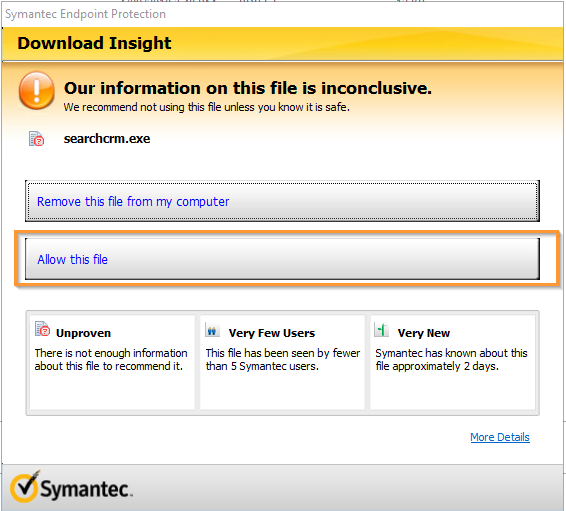 Symantec Endpoint Protection
Download Insight
Our information on this file is inconclusive.
We recommend not using this file unless you know it is safe.
searchcrm.exe
Remove this file from my computer
Allow this file
Unproven
There is not enough information
about this file to recommend it.
Very Few Users
This file has been seen by fewer
than 5 Symantec users.
Very New
Symantec has known about this
file approximately 2 days.
More Details
Symantec.